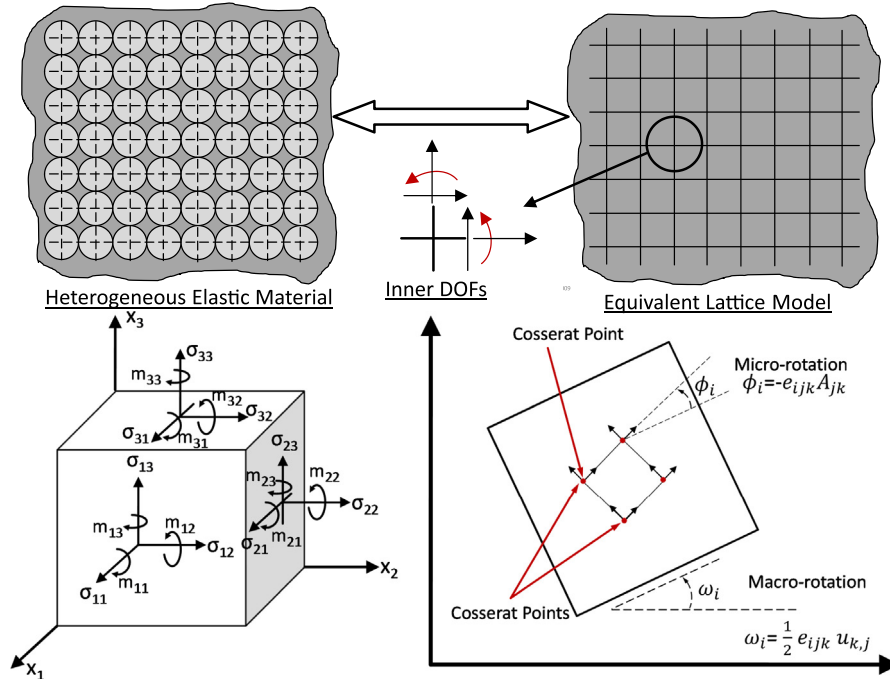 Heterogeneous Elastic Material
Inner DOFs
Equivalent Lattice Model
x₃
σ₃₃
m₃₃
m₃₂
σ₃₂
σ₃₁
m₃₁
σ₁₃
m₁₃
m₁₂
σ₁₂
σ₁₁
m₁₁
σ₂₃
m₂₃
m₂₂
σ₂₂
σ₂₁
m₂₁
x₂
x₁
Cosserat Point
Micro-rotation
ϕᵢ=-eᵢⱼₖAⱼₖ
ϕᵢ
Cosserat Points
Macro-rotation
ωᵢ
ωᵢ= 1/2 eᵢⱼₖ uₖ,ⱼ